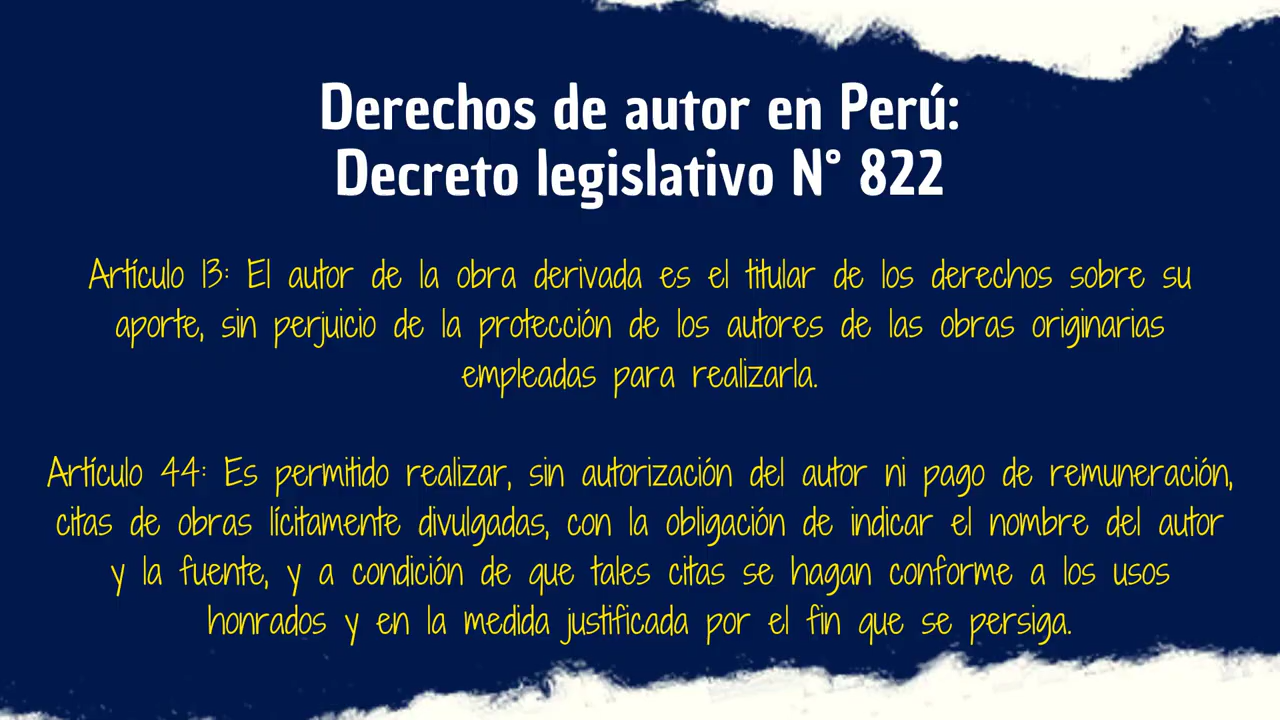 Derechos de autor en Perú:
Decreto legislativo N° 822
Artículo 13: El autor de la obra derivada es el titular de los derechos sobre su
aporte, sin perjuicio de la protección de los autores de las obras originarias
empleadas para realizarla.
Artículo 44: Es permitido realizar, sin autorización del autor ni pago de remuneración,
citas de obras lícitamente divulgadas, con la obligación de indicar el nombre del autor
y la fuente, y a condición de que tales citas se hagan conforme a los usos
honrados y en la medida justificada por el fin que se persiga.